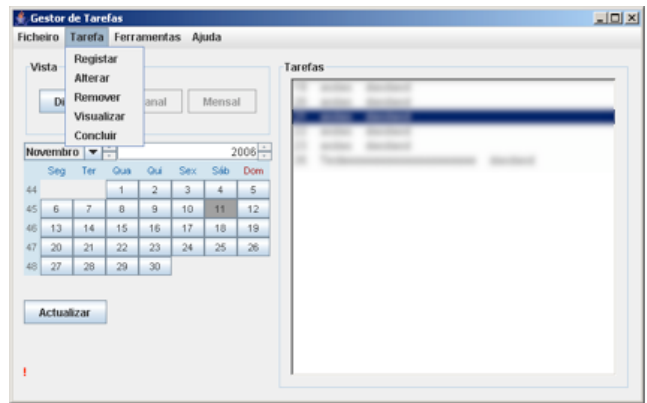 Gestor de Tarefas
Ficheiro Tarefa Ferramentas Ajuda
Registar
Alterar
Remover
Visualizar
Concluir
Vista
Mensal
Tarefas
Novembro 2006
Seg Ter Qua Qui Sex Sáb Dom
44 1 2 3 4 5
45 6 7 8 9 10 11 12
46 13 14 15 16 17 18 19
47 20 21 22 23 24 25 26
48 27 28 29 30
Actualizar
!